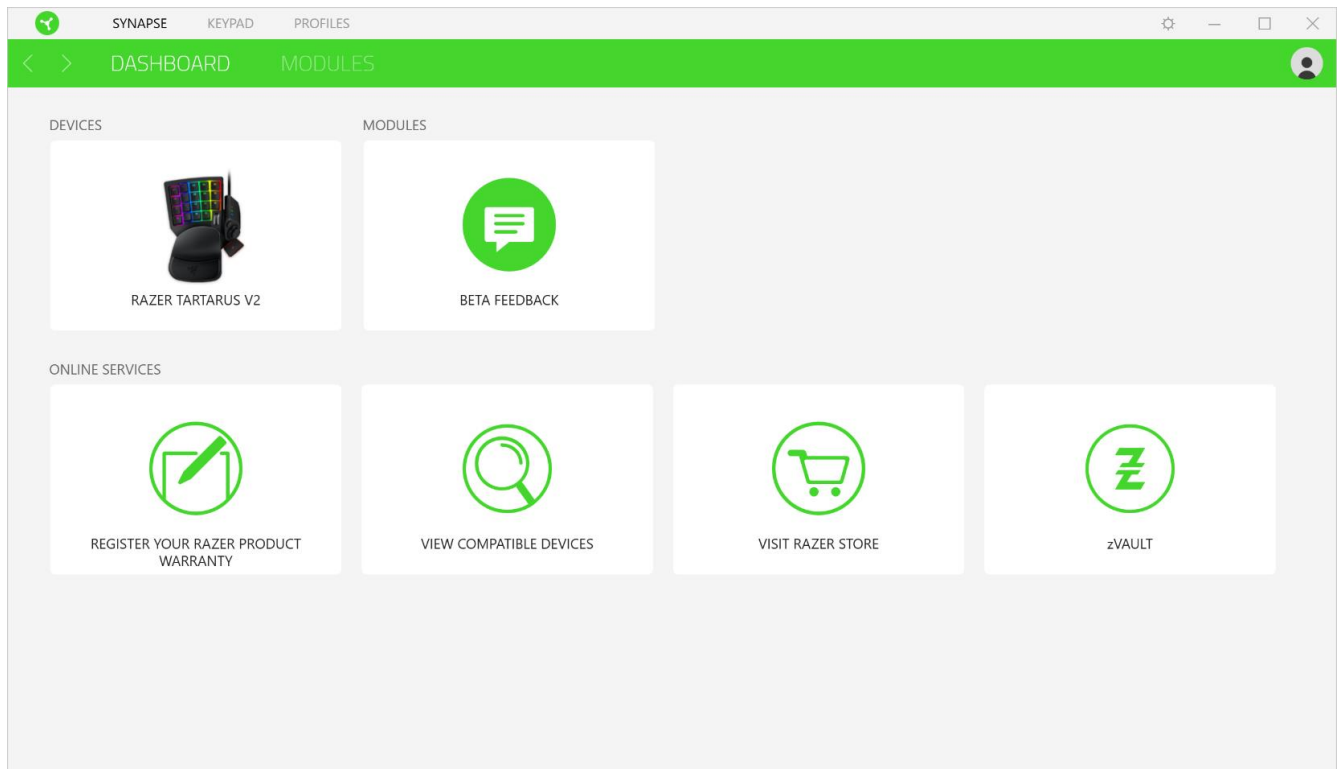 SYNAPSE KEYPAD PROFILES
DASHBOARD MODULES
DEVICES MODULES
RAZER TARTARUS V2 BETA FEEDBACK
ONLINE SERVICES
REGISTER YOUR RAZER PRODUCT
WARRANTY
VIEW COMPATIBLE DEVICES
VISIT RAZER STORE
zVAULT